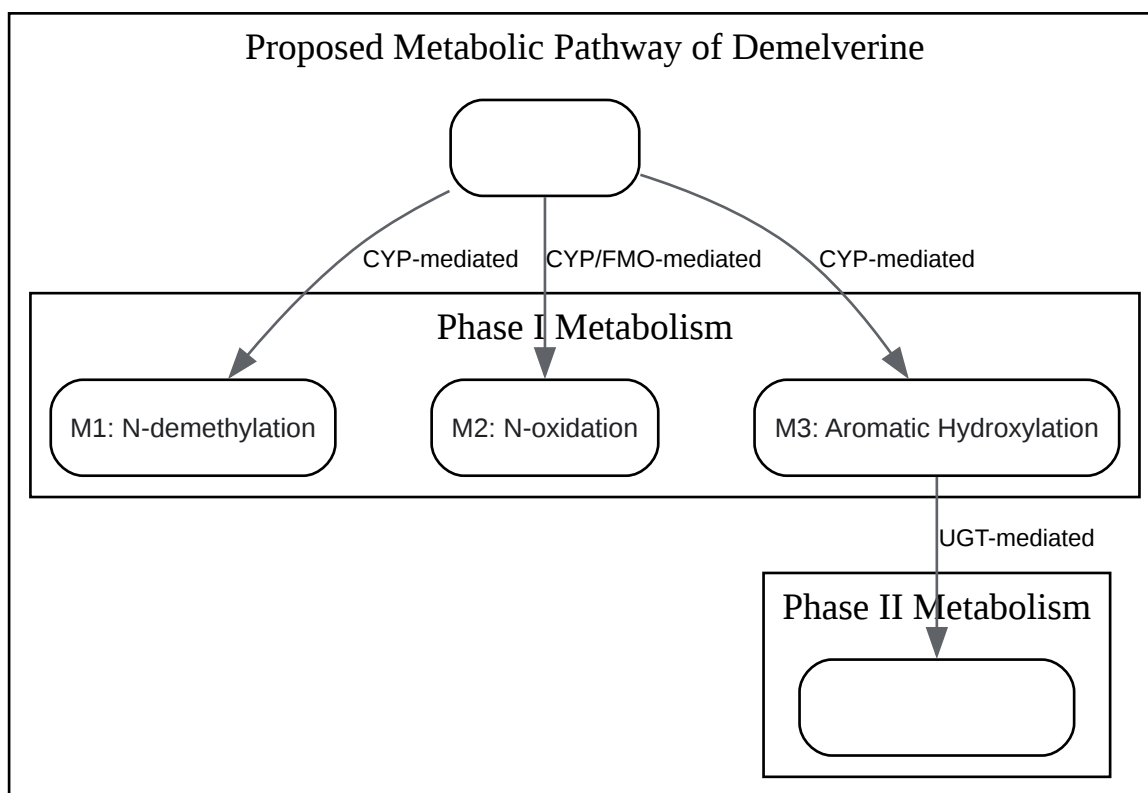 Proposed Metabolic Pathway of Demelverine
CYP-mediated
CYP/FMO-mediated
CYP-mediated
Phase I Metabolism
M1: N-demethylation
M2: N-oxidation
M3: Aromatic Hydroxylation
UGT-mediated
Phase II Metabolism